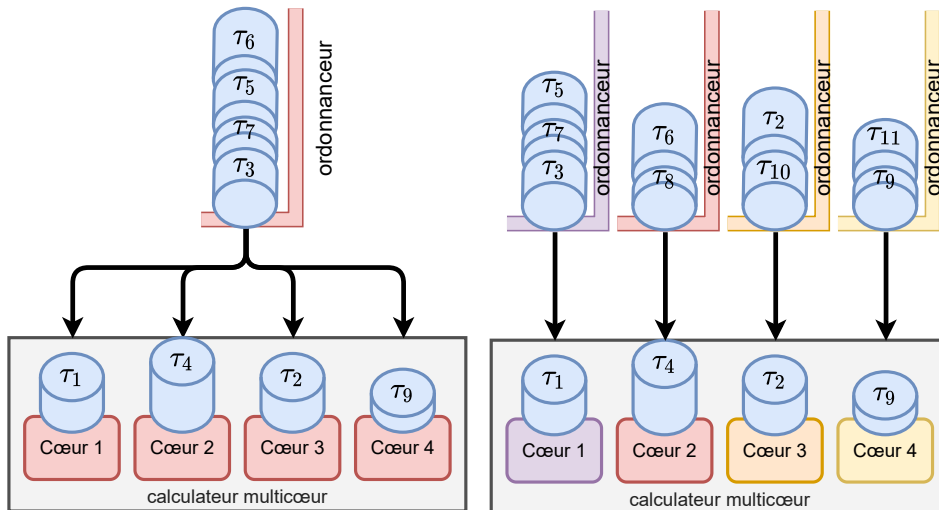 τ6
τ5
τ7
τ3
ordonnanceur
τ1
τ4
τ2
τ9
Cœur 1
Cœur 2
Cœur 3
Cœur 4
calculateur multicœur
τ5
τ7
τ3
ordonnanceur
τ6
τ8
ordonnanceur
τ2
τ10
ordonnanceur
τ11
τ9
ordonnanceur
τ1
τ4
τ2
τ9
Cœur 1
Cœur 2
Cœur 3
Cœur 4
calculateur multicœur